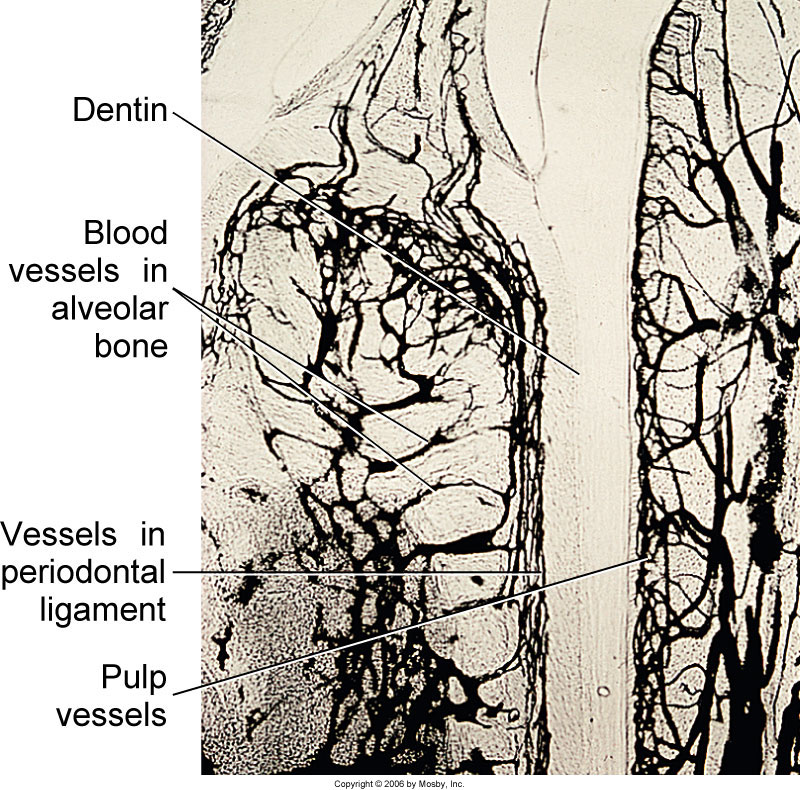 Dentin
Blood
vessels in
alveolar
bone
Vessels in
periodontal
ligament
Pulp
vessels
Copyright © 2006 by Mosby, Inc.